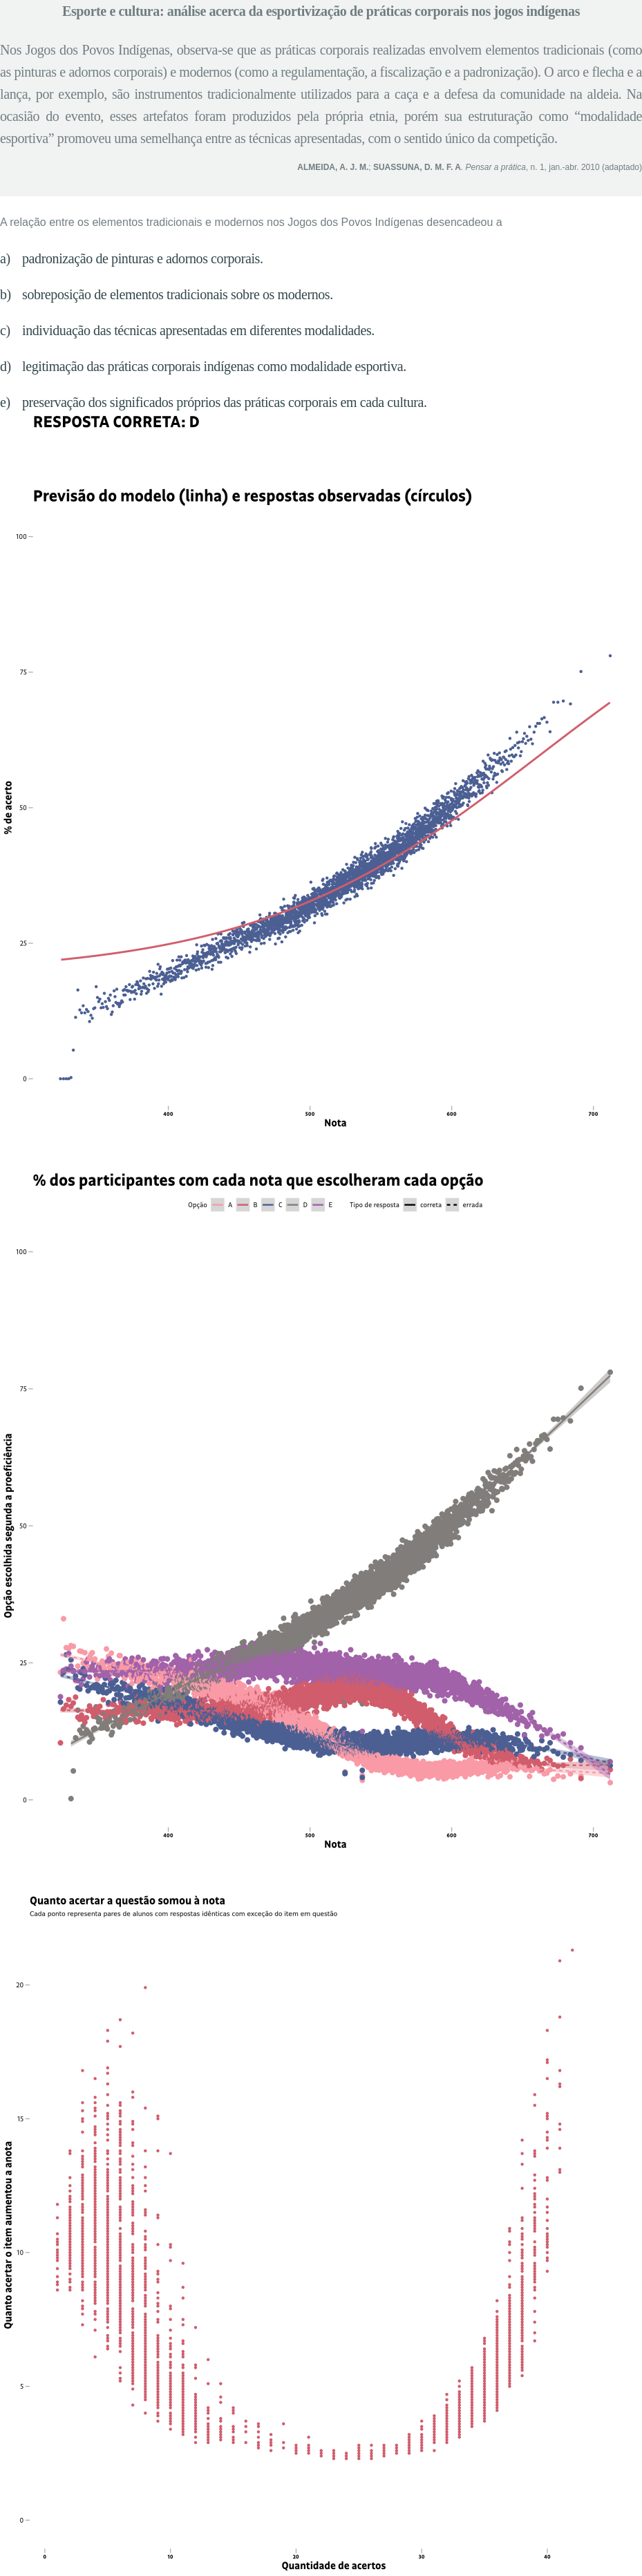 Esporte e cultura: análise acerca da esportivização de práticas corporais nos jogos indígenas
Nos Jogos dos Povos Indígenas, observa-se que as práticas corporais realizadas envolvem elementos tradicionais (como
as pinturas e adornos corporais) e modernos (como a regulamentação, a fiscalização e a padronização). O arco e flecha e a
lança, por exemplo, são instrumentos tradicionalmente utilizados para a caça e a defesa da comunidade na aldeia. Na
ocasião do evento, esses artefatos foram produzidos pela própria etnia, porém sua estruturação como “modalidade
esportiva” promoveu uma semelhança entre as técnicas apresentadas, com o sentido único da competição.
ALMEIDA, A. J. M.; SUASSUNA, D. M. F. A. Pensar a prática, n. 1, jan.-abr. 2010 (adaptado)
A relação entre os elementos tradicionais e modernos nos Jogos dos Povos Indígenas desencadeou a
a) padronização de pinturas e adornos corporais.
b) sobreposição de elementos tradicionais sobre os modernos.
c) individuação das técnicas apresentadas em diferentes modalidades.
d) legitimação das práticas corporais indígenas como modalidade esportiva.
e) preservação dos significados próprios das práticas corporais em cada cultura.
RESPOSTA CORRETA: D
Previsão do modelo (linha) e respostas observadas (círculos)
100
75
50
25
0
% de acerto
400 500 600 700
Nota
% dos participantes com cada nota que escolheram cada opção
Opção A B C D E Tipo de resposta correta errada
100
75
50
25
0
Opção escolhida segunda a proeficiência
400 500 600 700
Nota
Quanto acertar a questão somou à nota
Cada ponto representa pares de alunos com respostas idênticas com exceção do item em questão
20
15
10
5
0
Quanto acertar o item aumentou a anota
0 10 20 30 40
Quantidade de acertos